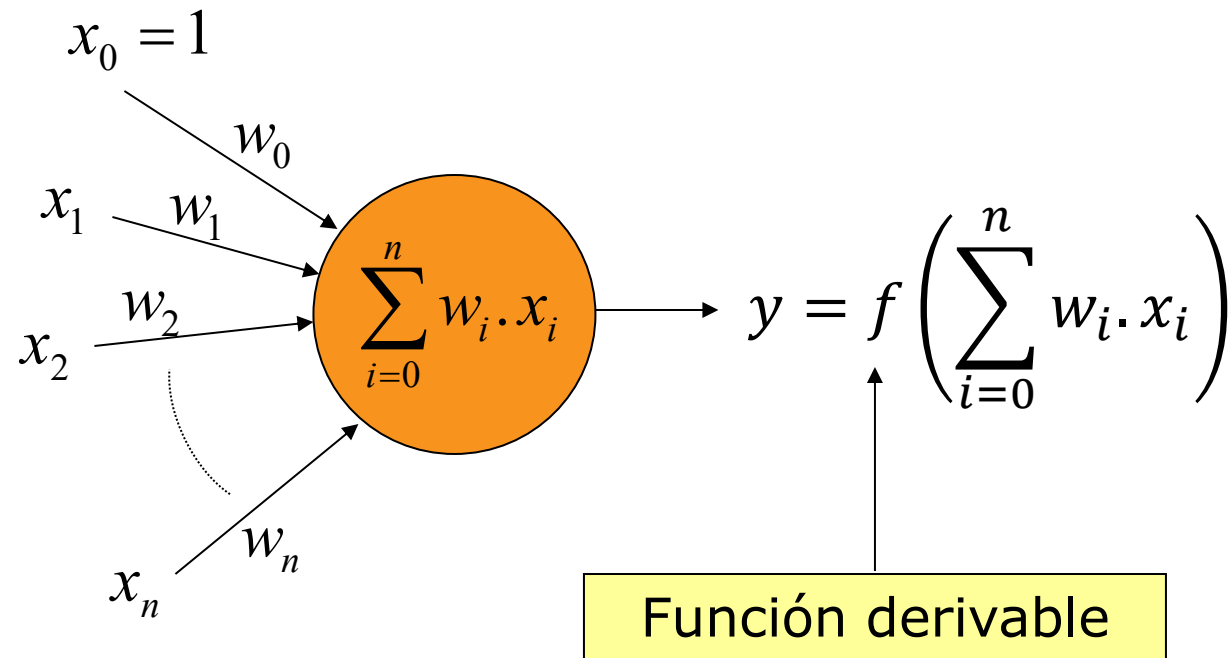 x₀ = 1
w₀
x₁
w₁
w₂
x₂
wₙ
xₙ
∑ᵢ₌₀ⁿ wᵢ.xᵢ
y = f(∑ᵢ₌₀ⁿ wᵢ.xᵢ)
Función derivable